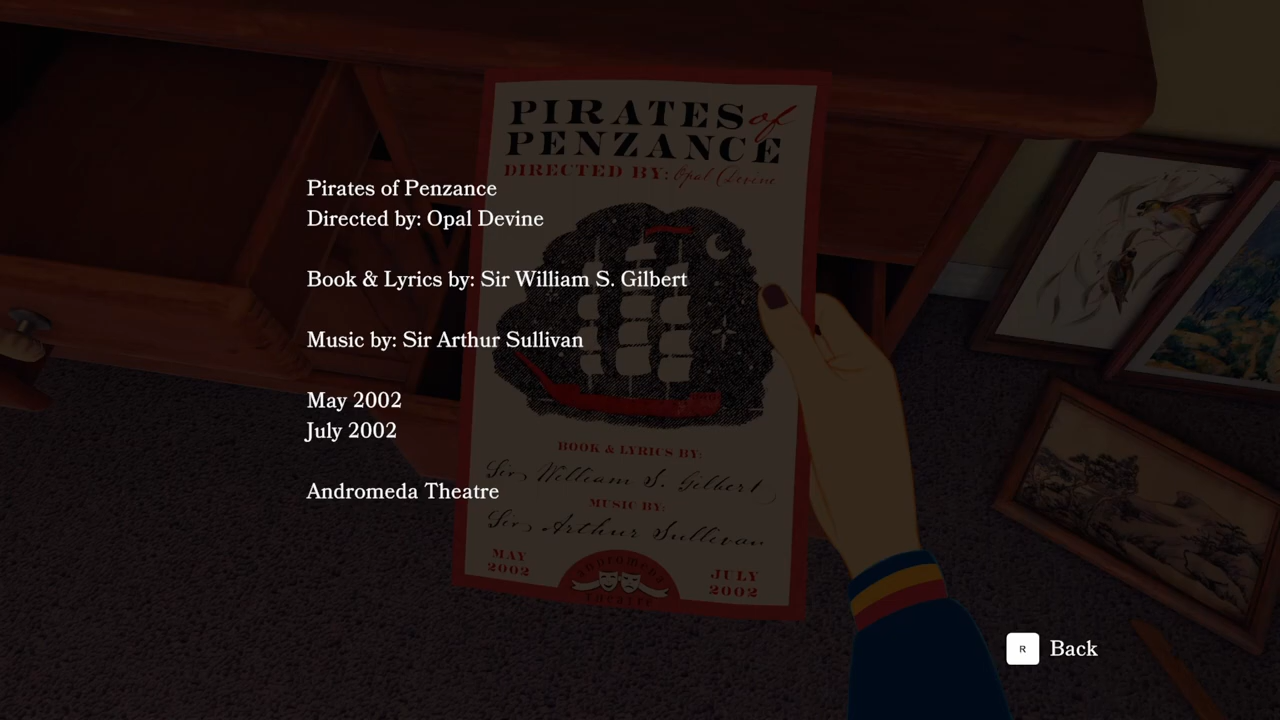 PIRATES of
PENZANCE
DIRECTED BY: Opal Devine
Pirates of Penzance
Directed by: Opal Devine
Book & Lyrics by: Sir William S. Gilbert
Music by: Sir Arthur Sullivan
May 2002
July 2002
Andromeda Theatre
BOOK & LYRICS BY:
Sir William S. Gilbert
MUSIC BY:
Sir Arthur Sullivan
MAY
2002
JULY
2002
andromeda
theatre
R Back